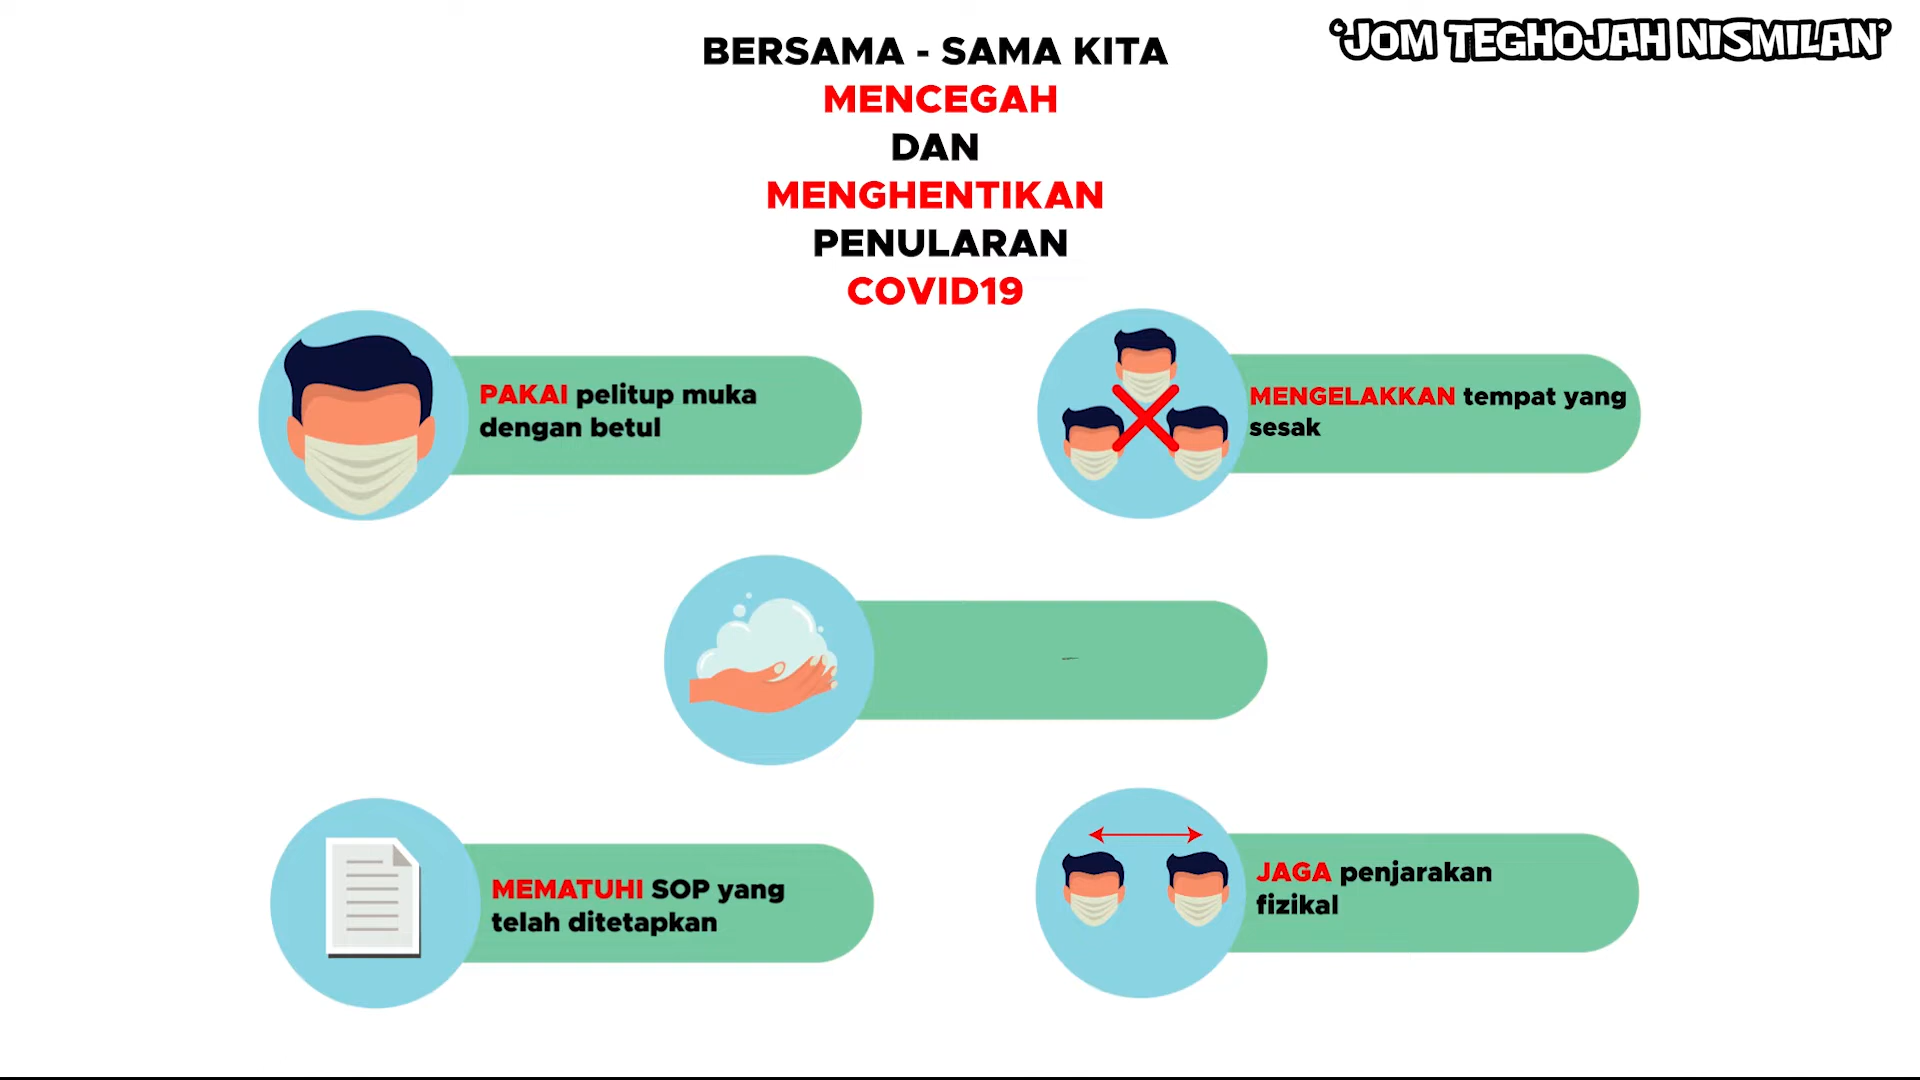 'JOM TEGHOJAH NISMILAN'
BERSAMA - SAMA KITA
MENCEGAH
DAN
MENGHENTIKAN
PENULARAN
COVID19
PAKAI pelitup muka
dengan betul
MENGELAKKAN tempat yang
sesak
MEMATUHI SOP yang
telah ditetapkan
JAGA penjarakan
fizikal